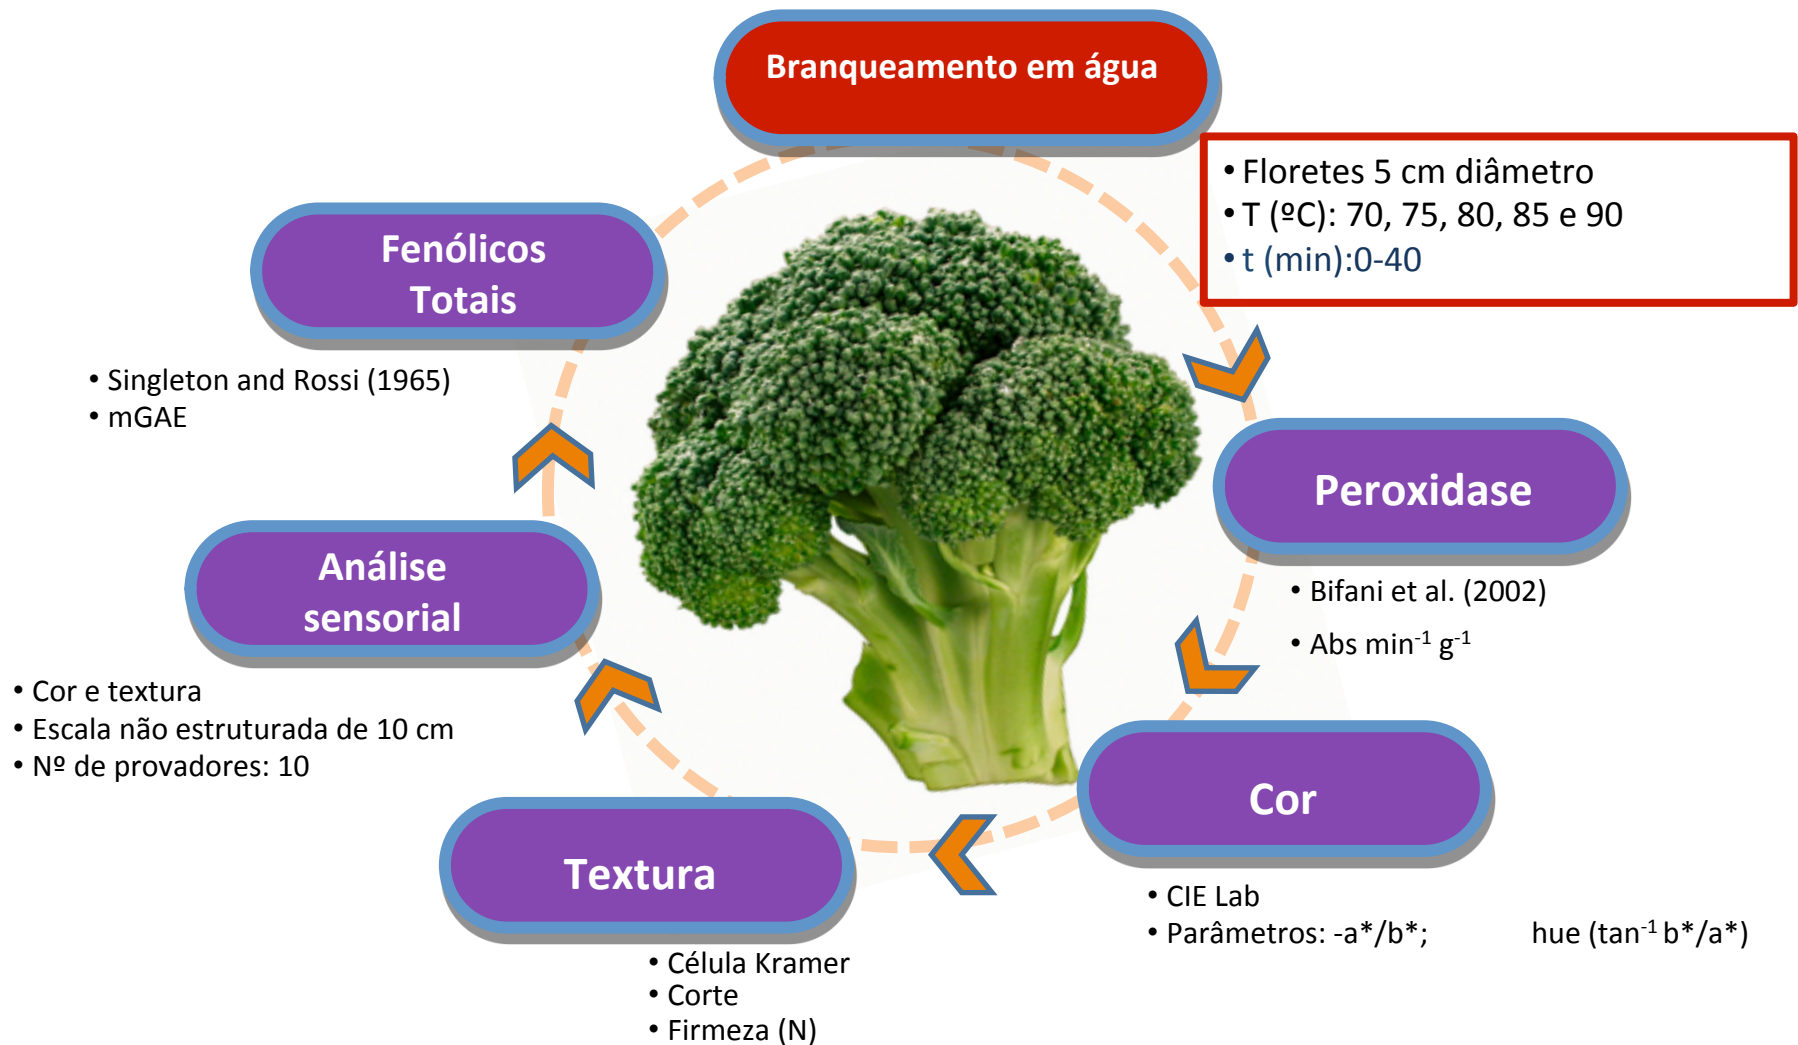 Branqueamento em água
• Floretes 5 cm diâmetro
• T (ºC): 70, 75, 80, 85 e 90
• t (min):0-40
Peroxidase
• Bifani et al. (2002)
• Abs min⁻¹ g⁻¹
Cor
• CIE Lab
• Parâmetros: -a*/b*; hue (tan⁻¹ b*/a*)
Textura
• Célula Kramer
• Corte
• Firmeza (N)
Análise
sensorial
• Cor e textura
• Escala não estruturada de 10 cm
• Nº de provadores: 10
Fenólicos
Totais
• Singleton and Rossi (1965)
• mGAE